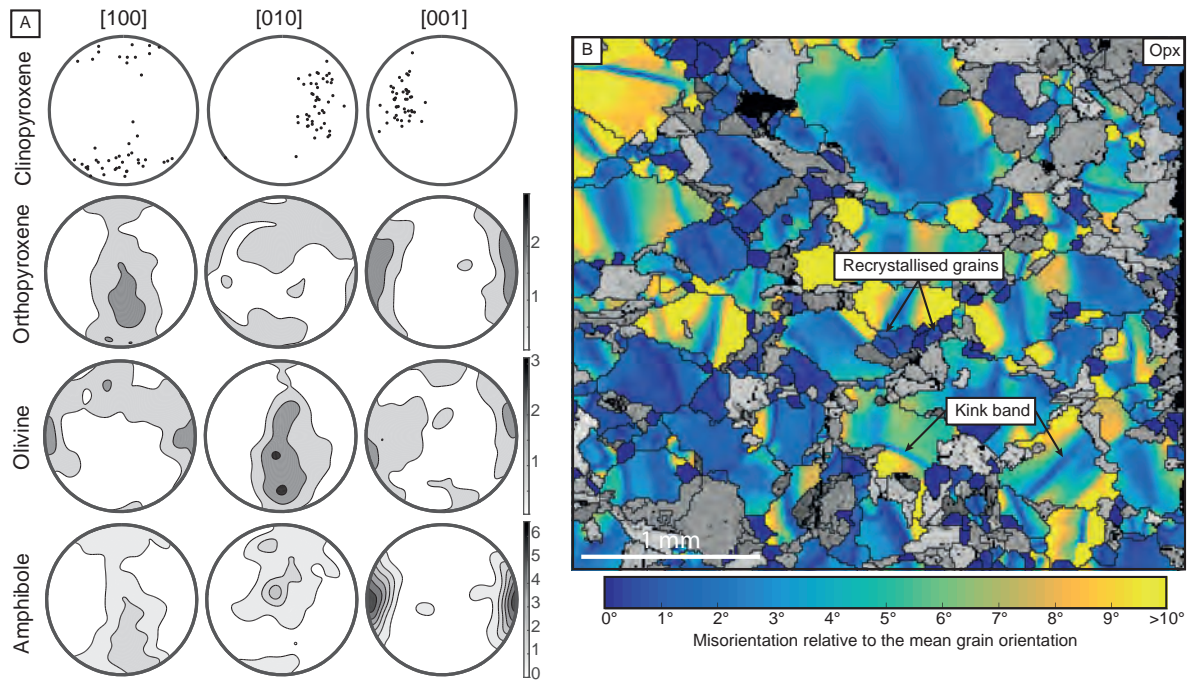 A
[100]
[010]
[001]
Clinopyroxene
Orthopyroxene
2
1
Olivine
3
2
1
0
Amphibole
6
5
4
3
2
1
0
B
Opx
Recrystallised grains
Kink band
1 mm
0° 1° 2° 3° 4° 5° 6° 7° 8° 9° >10°
Misorientation relative to the mean grain orientation